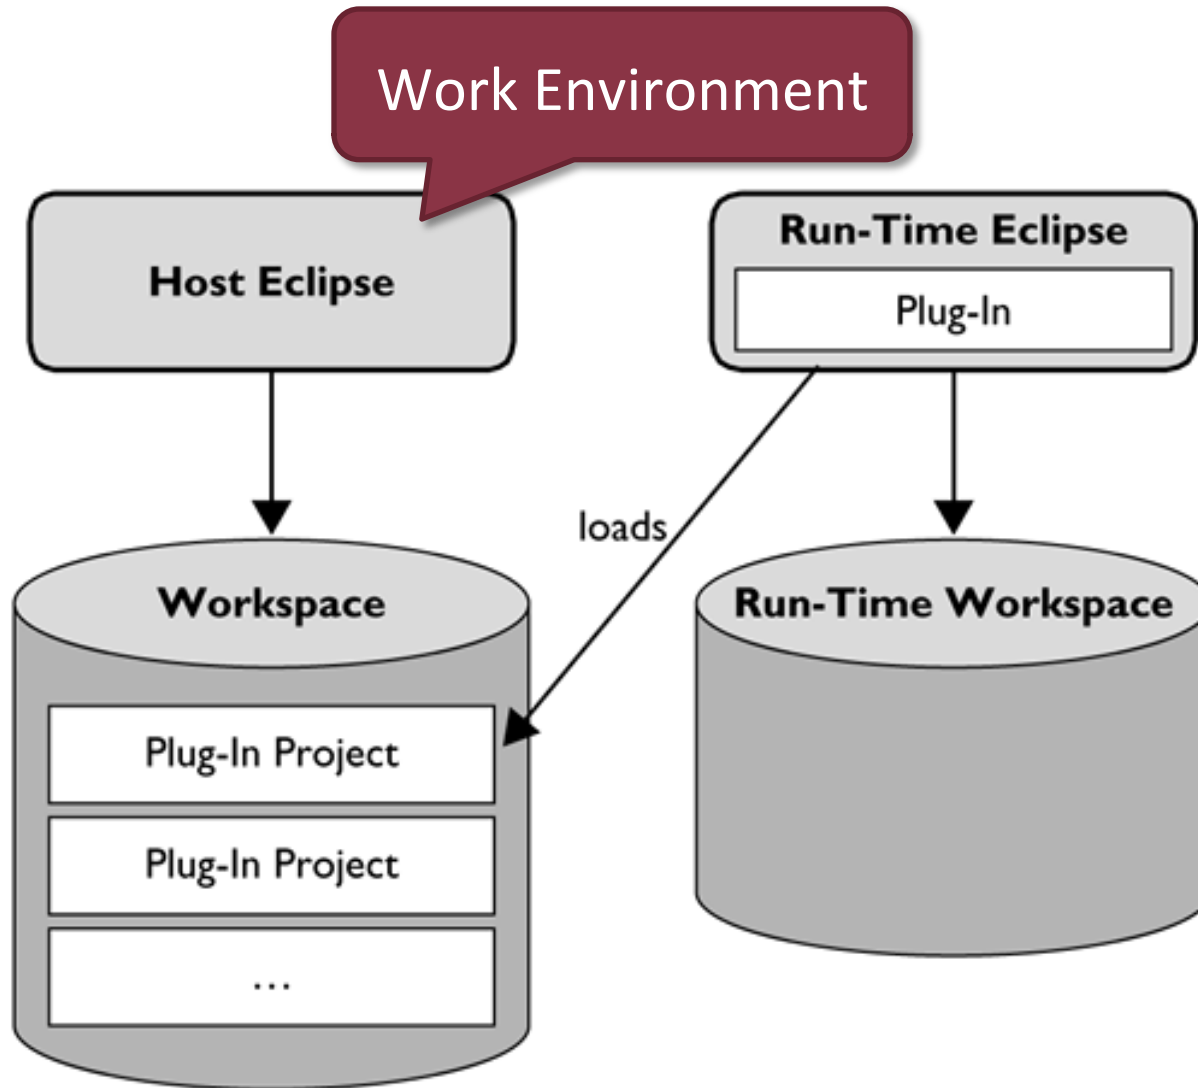 Work Environment
Host Eclipse
Run-Time Eclipse
Plug-In
loads
Workspace
Run-Time Workspace
Plug-In Project
Plug-In Project
...